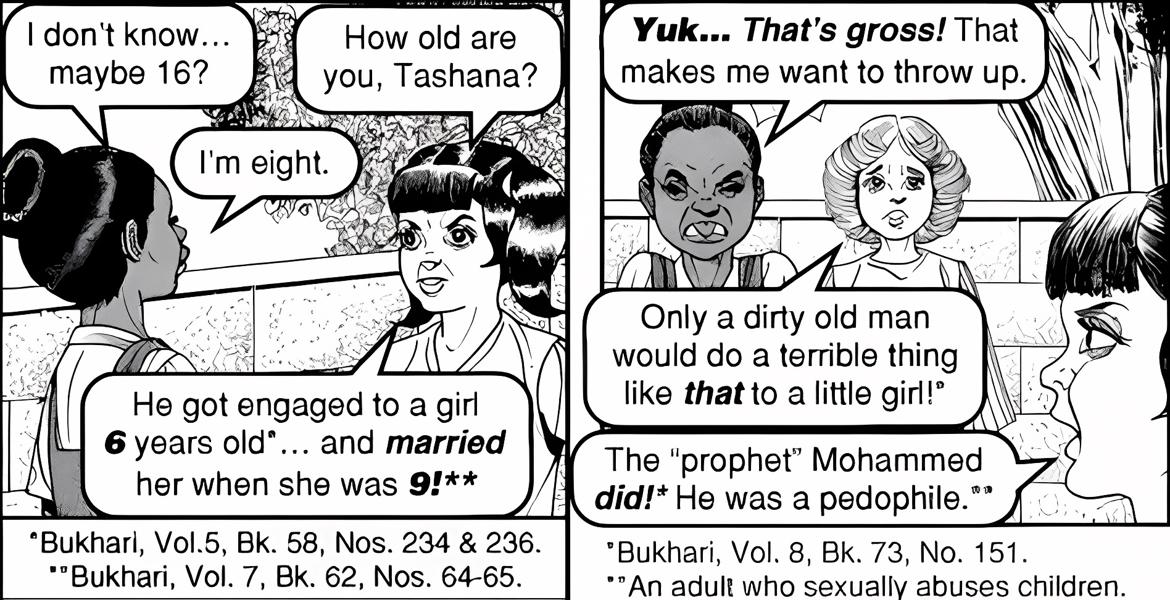 I don't know...
maybe 16?
How old are
you, Tashana?
I'm eight.
He got engaged to a girl
6 years old*... and married
her when she was 9!**
*Bukhari, Vol.5, Bk. 58, Nos. 234 & 236.
**Bukhari, Vol. 7, Bk. 62, Nos. 64-65.
Yuk... That's gross! That
makes me want to throw up.
Only a dirty old man
would do a terrible thing
like that to a little girl!"
The "prophet" Mohammed
did!* He was a pedophile.**
*Bukhari, Vol. 8, Bk. 73, No. 151.
**An adult who sexually abuses children.